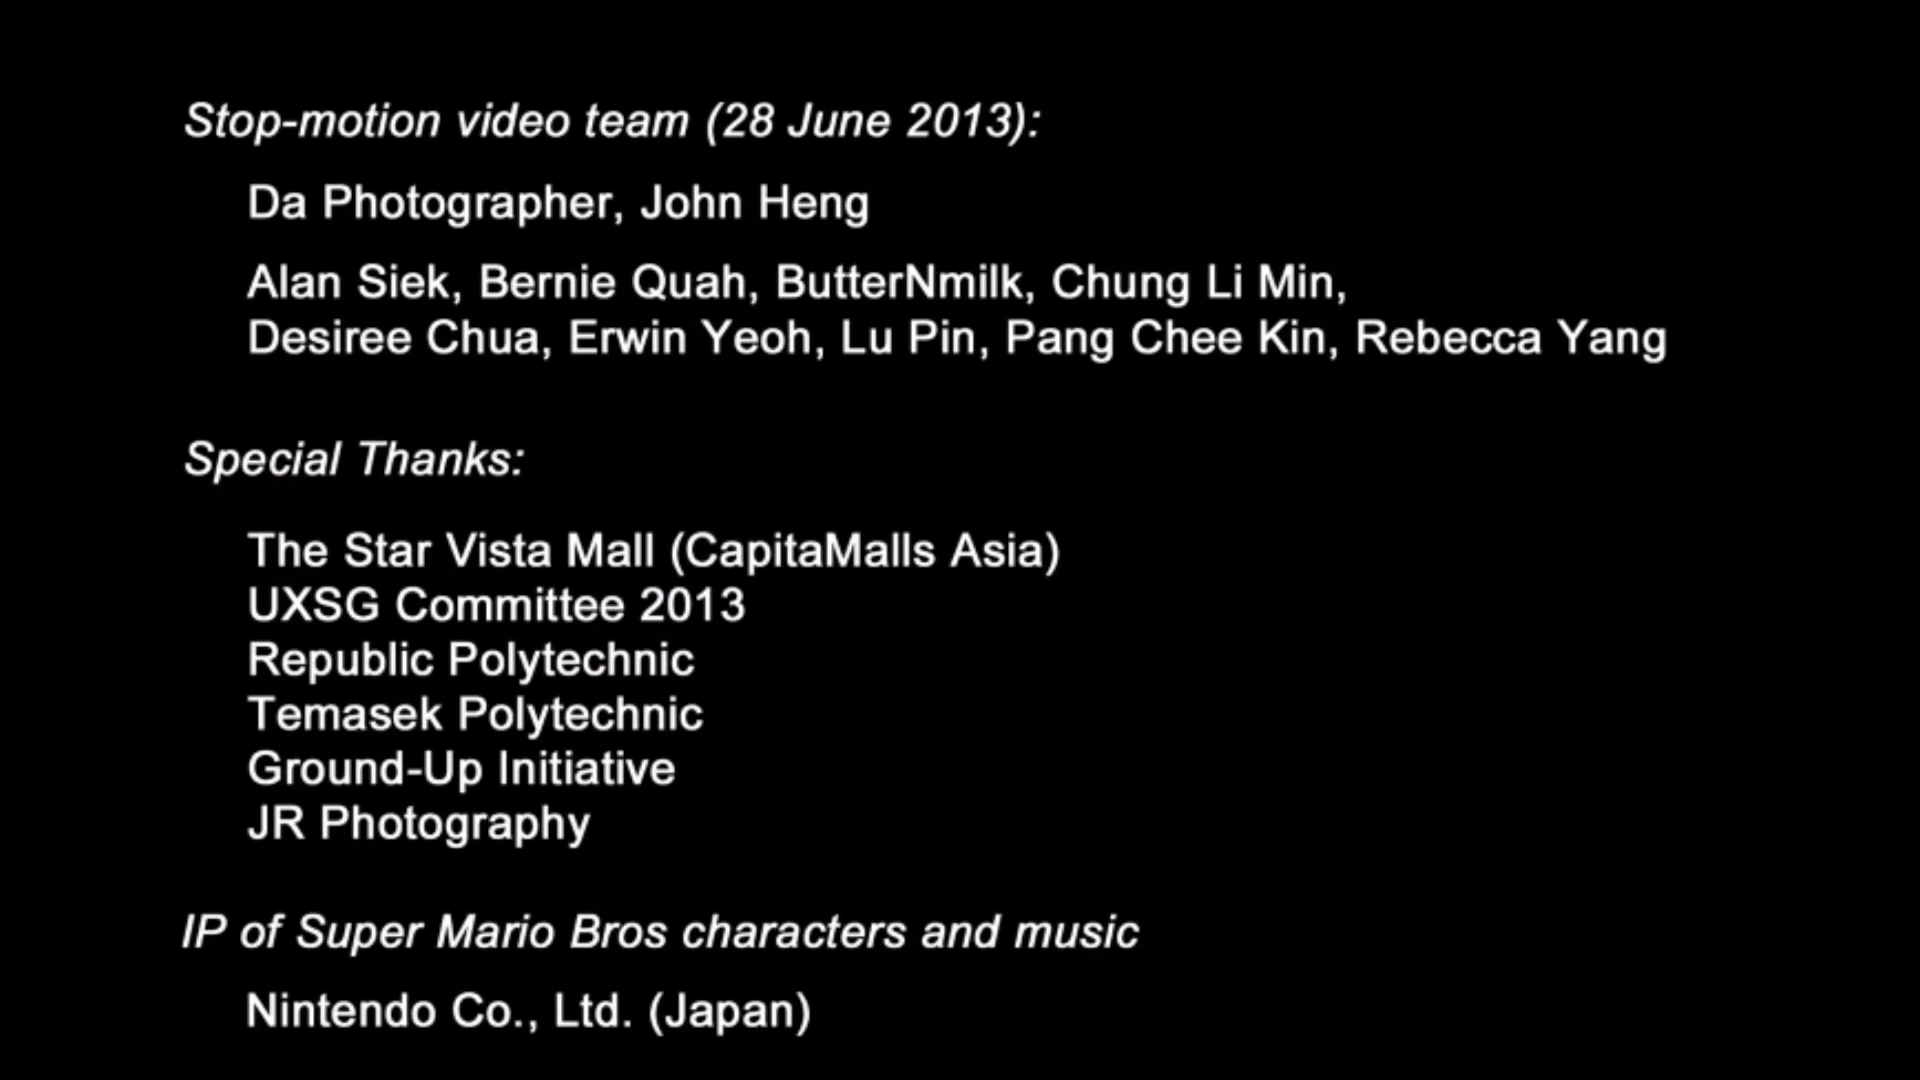 Stop-motion video team (28 June 2013):
Da Photographer, John Heng
Alan Siek, Bernie Quah, ButterNmilk, Chung Li Min,
Desiree Chua, Erwin Yeoh, Lu Pin, Pang Chee Kin, Rebecca Yang
Special Thanks:
The Star Vista Mall (CapitaMalls Asia)
UXSG Committee 2013
Republic Polytechnic
Temasek Polytechnic
Ground-Up Initiative
JR Photography
IP of Super Mario Bros characters and music
Nintendo Co., Ltd. (Japan)